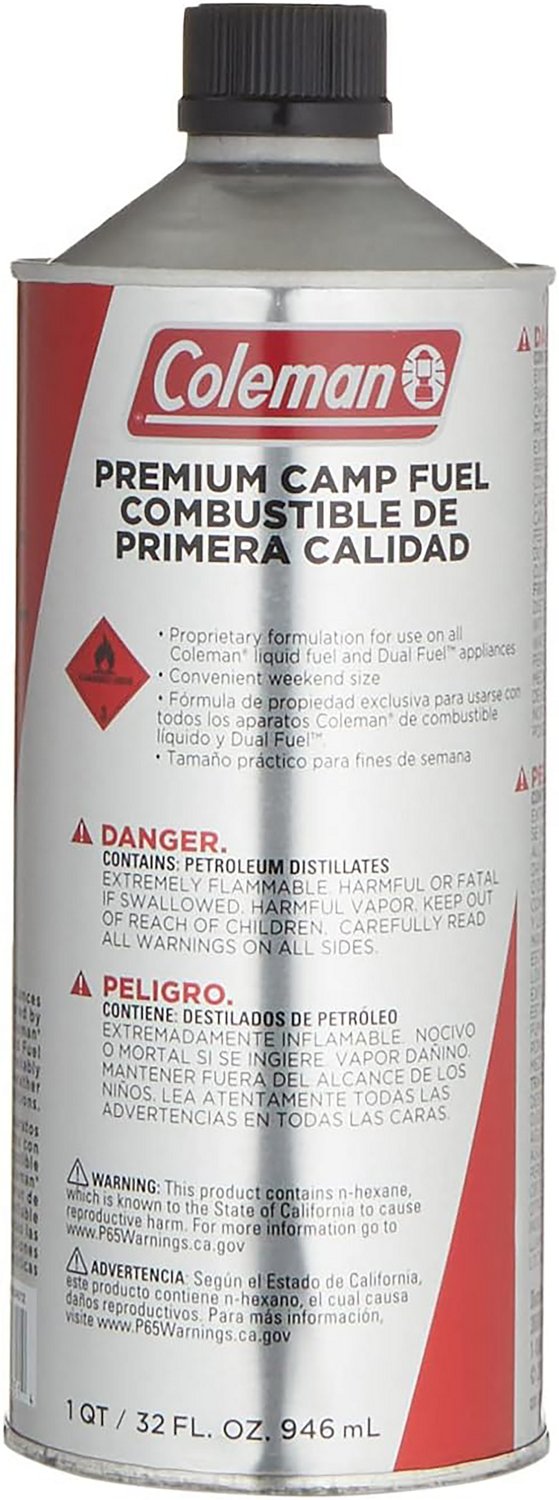 Coleman
PREMIUM CAMP FUEL
COMBUSTIBLE DE
PRIMERA CALIDAD
• Proprietary formulation for use on all
Coleman® liquid fuel and Dual Fuel™ appliances
• Convenient weekend size
• Fórmula de propiedad exclusiva para usarse con
todos los aparatos Coleman® de combustible
líquido y Dual Fuel™.
• Tamaño práctico para fines de semana
3
DANGER.
CONTAINS: PETROLEUM DISTILLATES
EXTREMELY FLAMMABLE. HARMFUL OR FATAL
IF SWALLOWED. HARMFUL VAPOR. KEEP OUT
OF REACH OF CHILDREN. CAREFULLY READ
ALL WARNINGS ON ALL SIDES.
PELIGRO.
CONTIENE: DESTILADOS DE PETRÓLEO
EXTREMADAMENTE INFLAMABLE. NOCIVO
O MORTAL SI SE INGIERE. VAPOR DAÑINO.
MANTENER FUERA DEL ALCANCE DE LOS
NIÑOS. LEA ATENTAMENTE TODAS LAS
ADVERTENCIAS EN TODAS LAS CARAS.
WARNING: This product contains n-hexane,
which is known to the State of California to cause
reproductive harm. For more information go to
www.P65Warnings.ca.gov
ADVERTENCIA: Según el Estado de California,
este producto contiene n-hexano, el cual causa
daños reproductivos. Para más información,
visite www.P65Warnings.ca.gov
1 QT / 32 FL. OZ. 946 mL